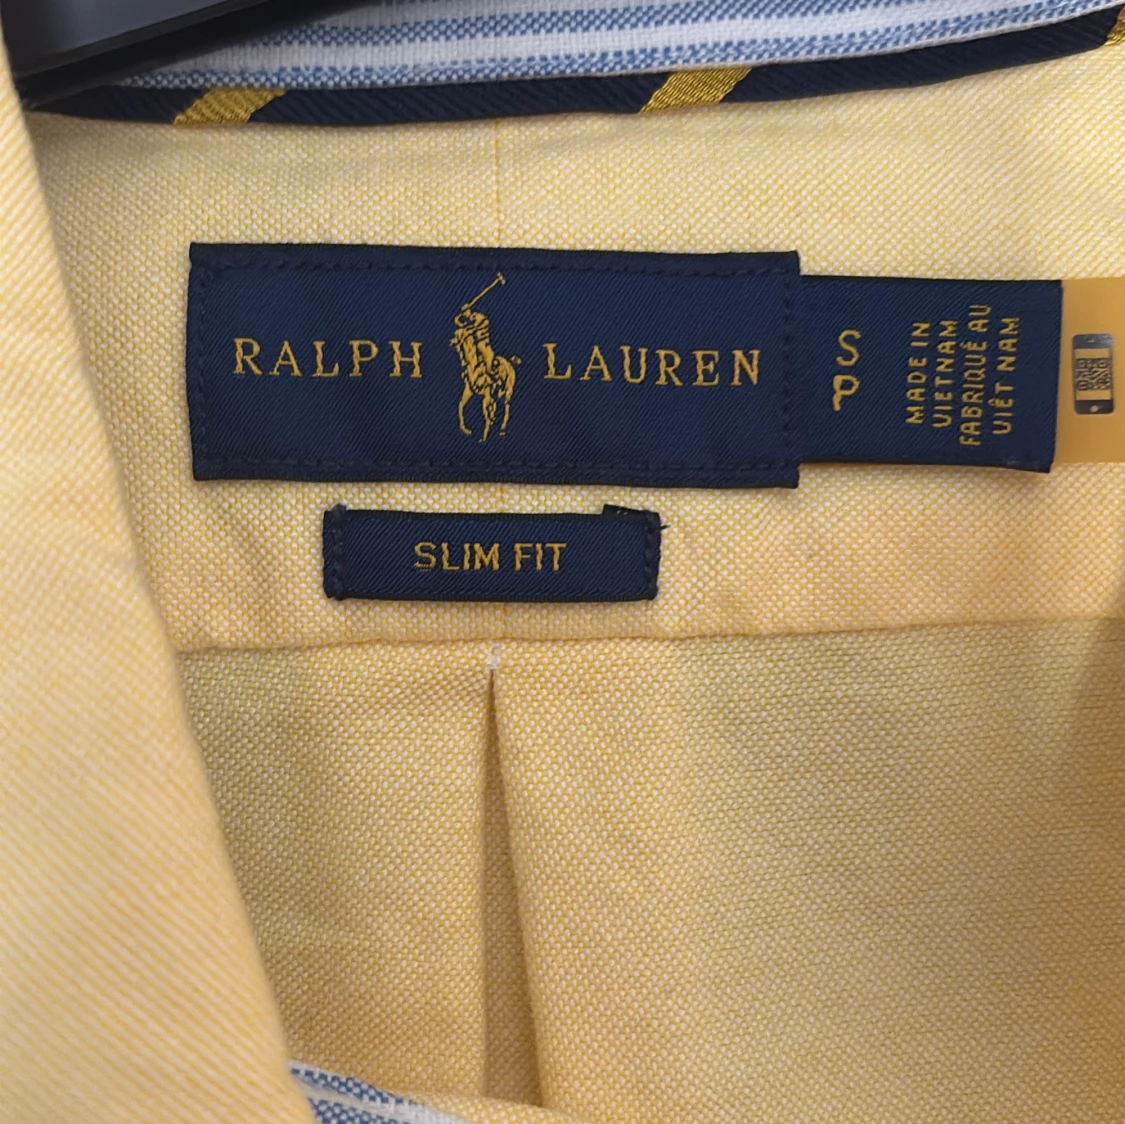 RALPH LAUREN
S
P
MADE IN
VIETNAM
FABRIQUÉ AU
VIÊT NAM
SLIM FIT